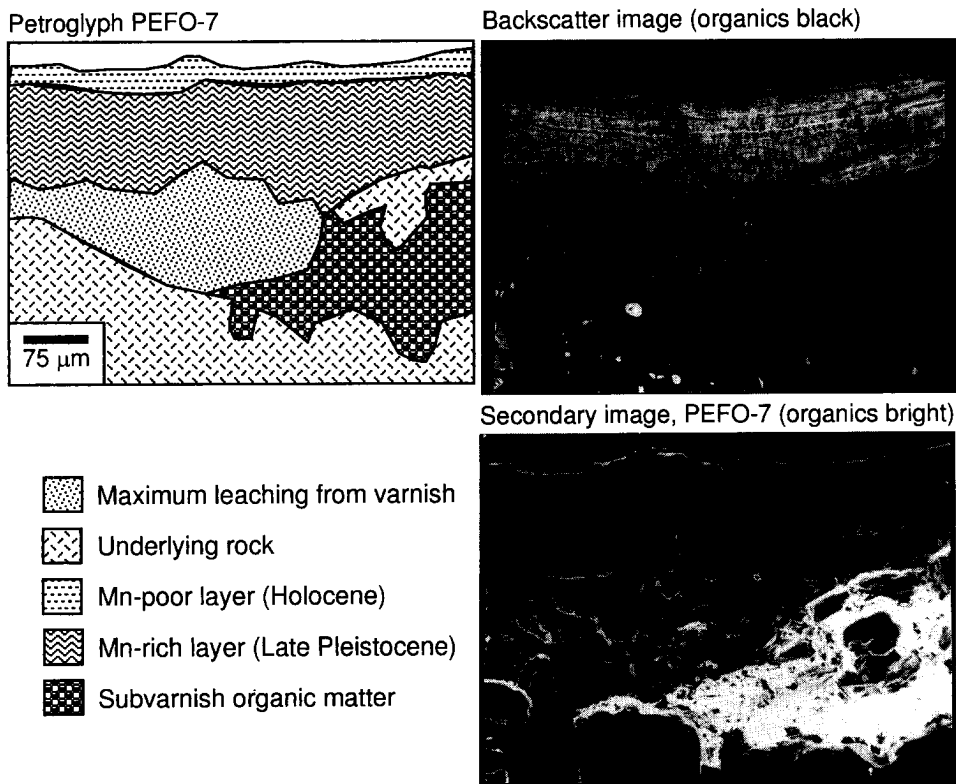 Petroglyph PEFO-7
Backscatter image (organics black)
75 μm
Secondary image, PEFO-7 (organics bright)
Maximum leaching from varnish
Underlying rock
Mn-poor layer (Holocene)
Mn-rich layer (Late Pleistocene)
Subvarnish organic matter